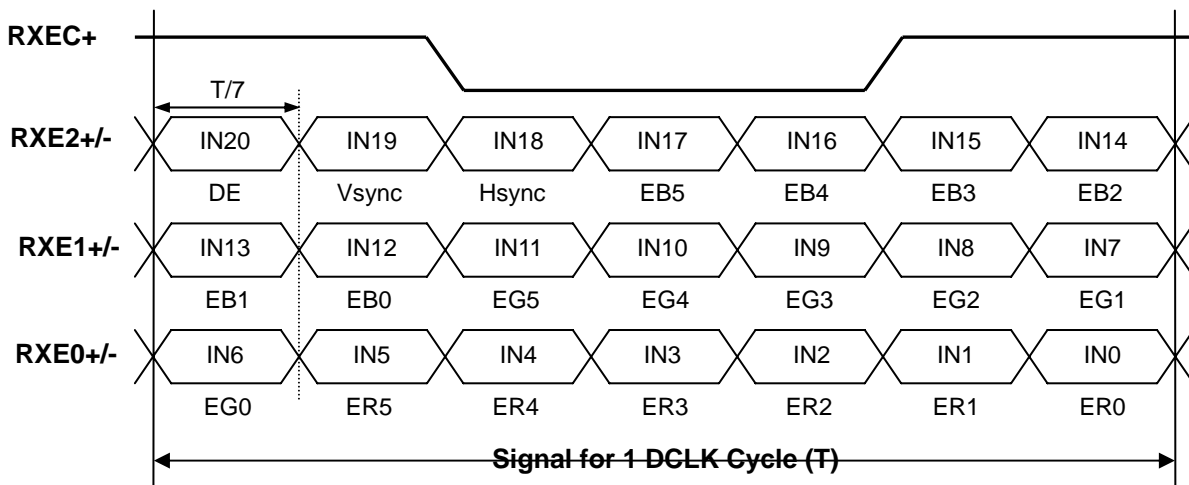 RXEC+
T/7
RXE2+/- IN20 IN19 IN18 IN17 IN16 IN15 IN14
DE Vsync Hsync EB5 EB4 EB3 EB2
RXE1+/- IN13 IN12 IN11 IN10 IN9 IN8 IN7
EB1 EB0 EG5 EG4 EG3 EG2 EG1
RXE0+/- IN6 IN5 IN4 IN3 IN2 IN1 IN0
EG0 ER5 ER4 ER3 ER2 ER1 ER0
Signal for 1 DCLK Cycle (T)